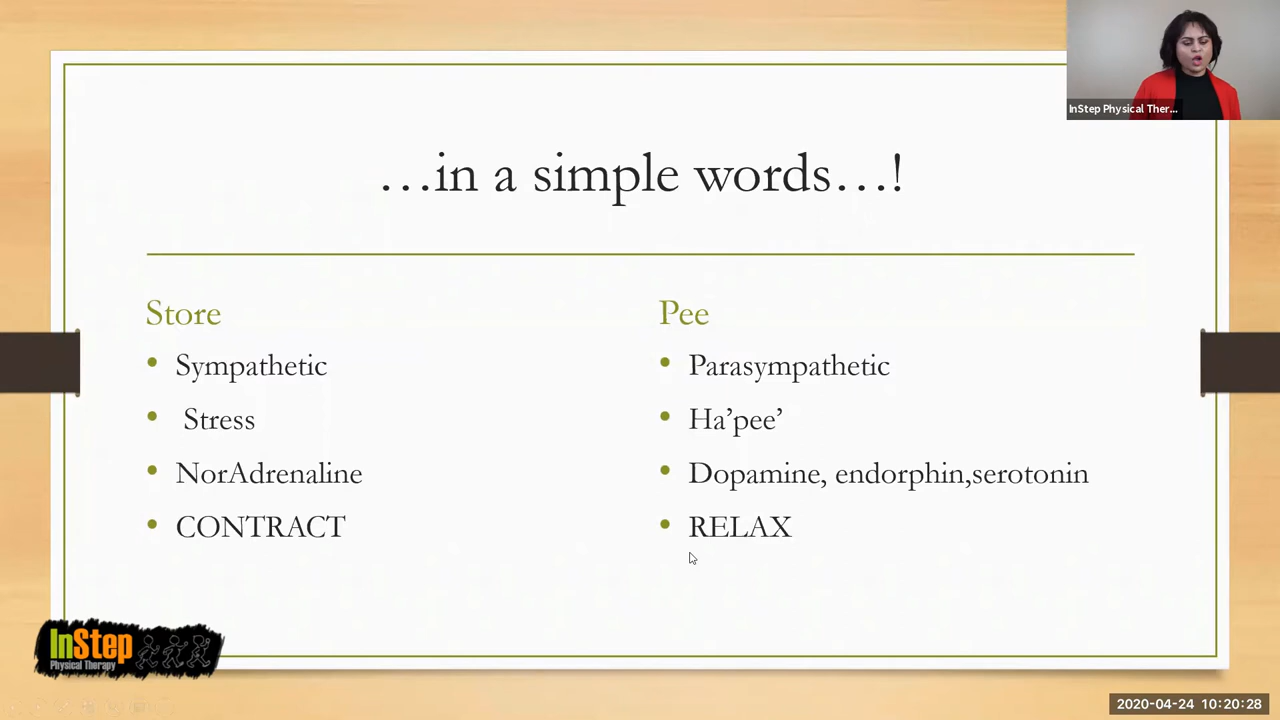 InStep Physical Ther...
…in a simple words…!
Store
Sympathetic
Stress
NorAdrenaline
CONTRACT
Pee
Parasympathetic
Ha’pee’
Dopamine, endorphin,serotonin
RELAX
InStep
Physical Therapy
2020-04-24 10:20:28